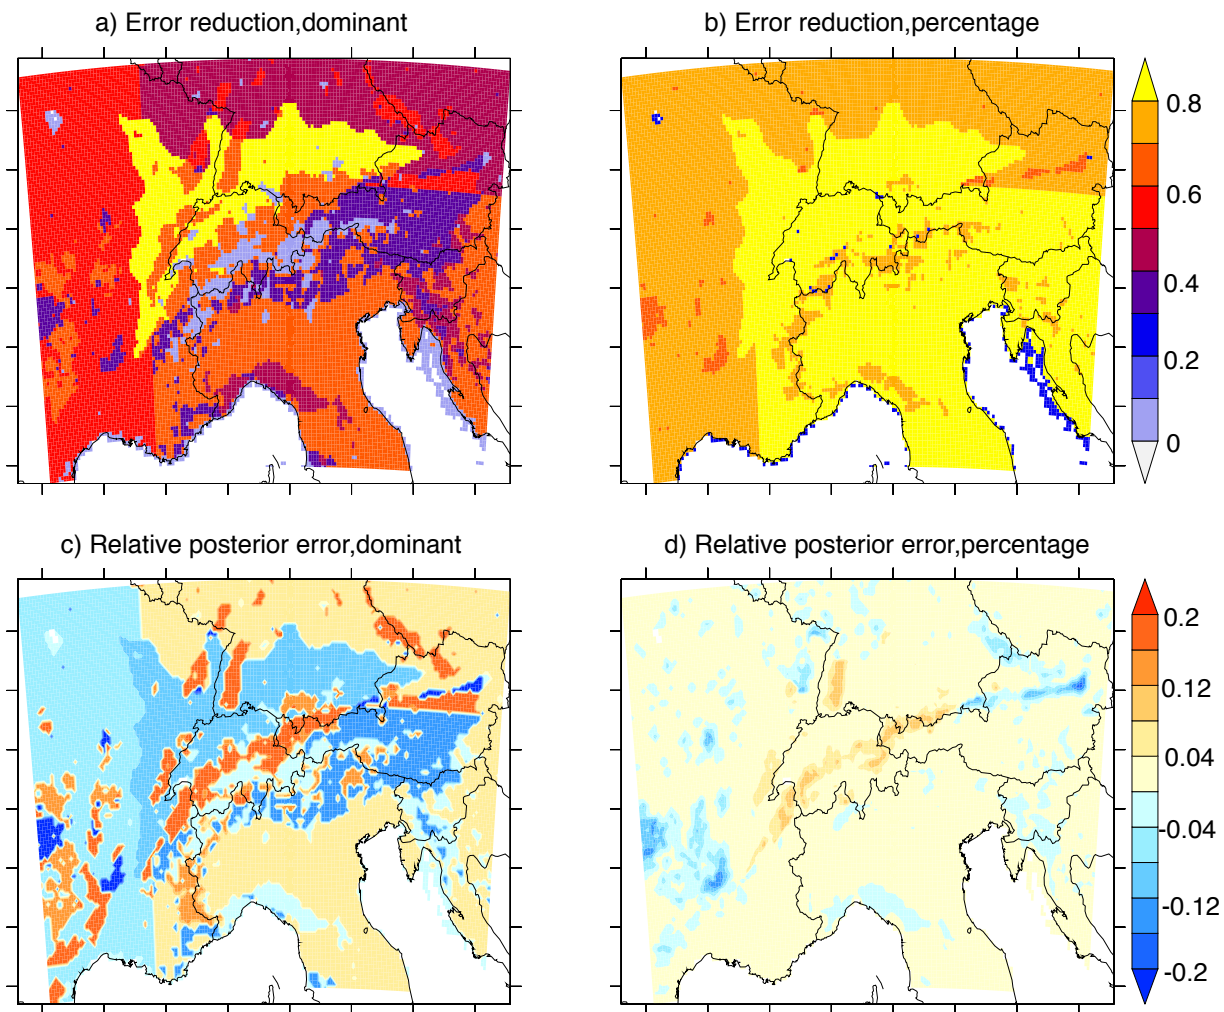 a) Error reduction,dominant
b) Error reduction,percentage
0.8
0.6
0.4
0.2
0
c) Relative posterior error,dominant
d) Relative posterior error,percentage
0.2
0.12
0.04
-0.04
-0.12
-0.2